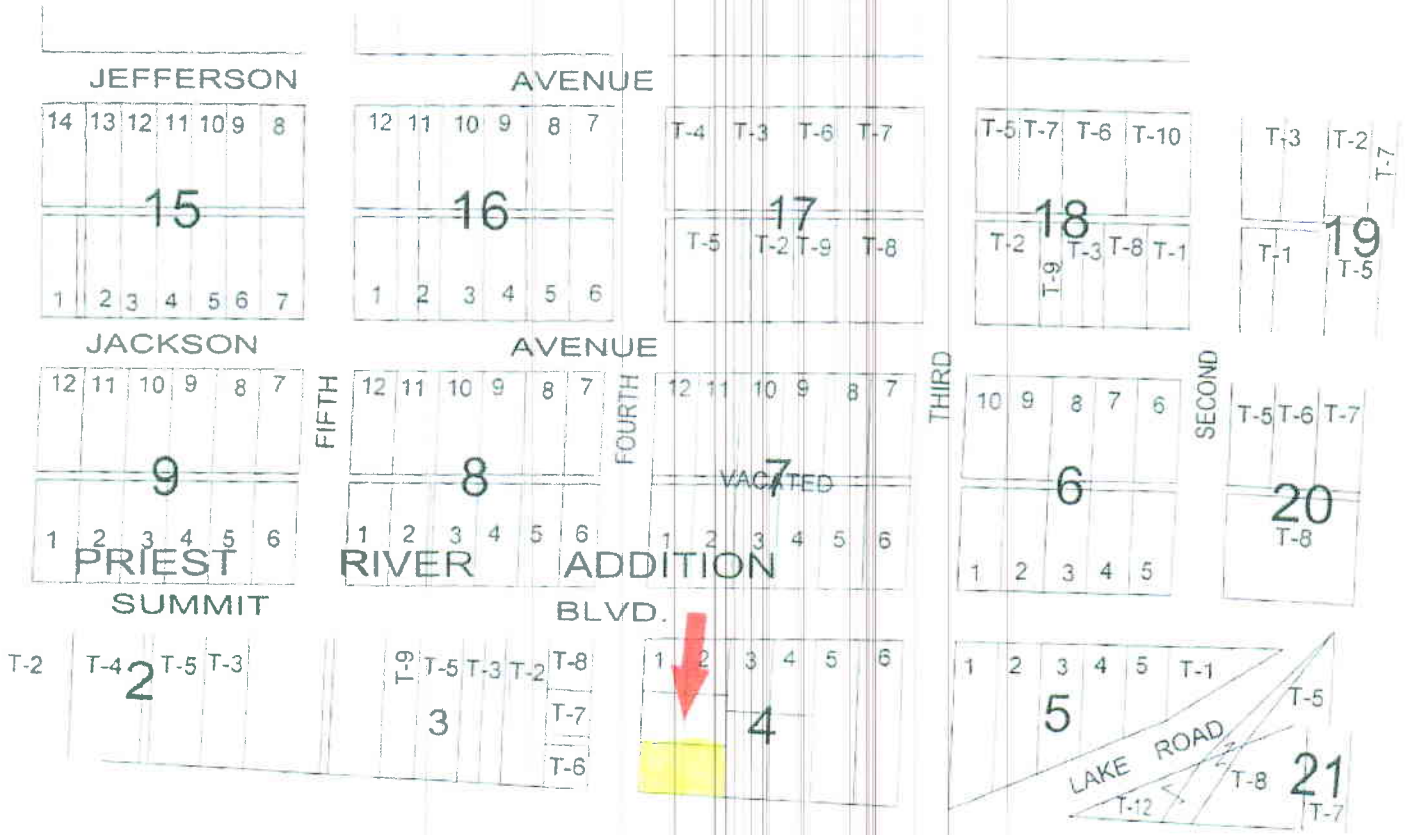 JEFFERSON AVENUE
14 13 12 11 10 9 8 12 11 10 9 8 7 T-4 T-3 T-6 T-7 T-5 T-7 T-6 T-10 T-3 T-2 T-7
15 16 17 18 19
T-5 T-2 T-9 T-8 T-2 T-9 T-3 T-8 T-1 T-1 T-5
1 2 3 4 5 6 7 1 2 3 4 5 6
JACKSON AVENUE
12 11 10 9 8 7 FIFTH 12 11 10 9 8 7 FOURTH 12 11 10 9 8 7 THIRD 10 9 8 7 6 SECOND T-5 T-6 T-7
9 8 7 VACATED 6 20
T-8
1 2 3 4 5 6 1 2 3 4 5 6 1 2 3 4 5 6 1 2 3 4 5
PRIEST RIVER ADDITION
SUMMIT BLVD.
T-2 T-4 2 T-5 T-3 T-9 T-5 T-3 T-2 T-8 1 2 3 4 5 6 1 2 3 4 5 T-1
3 T-7 4 5 T-5
T-6 LAKE ROAD T-8 21
T-12 T-7